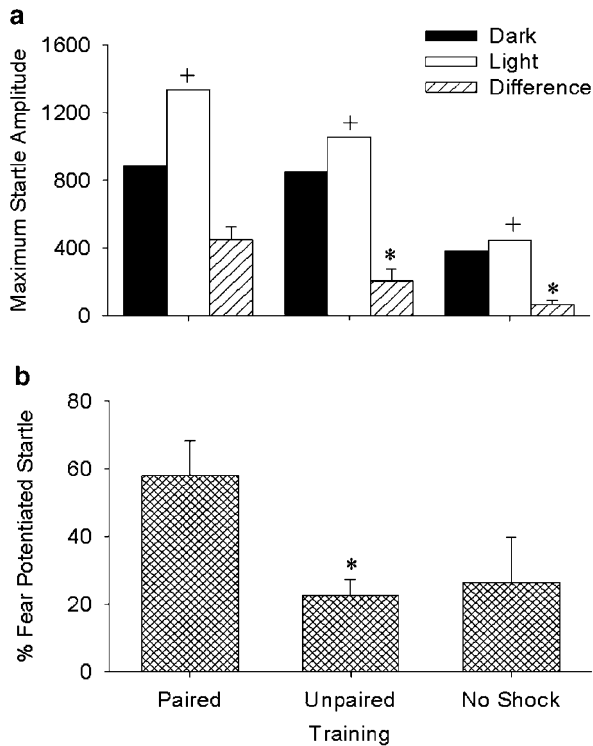 a
Maximum Startle Amplitude
1600
1200
800
400
0
Dark
Light
Difference
+
+
+
*
*
b
% Fear Potentiated Startle
80
60
40
20
0
*
Paired Unpaired No Shock
Training